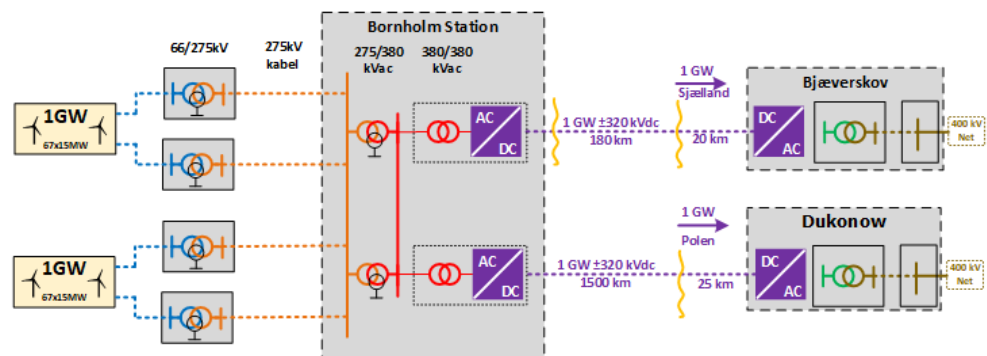 Bornholm Station
66/275kV
275kV
kabel
275/380
kVac
380/380
kVac
1GW
67x15MW
AC
DC
1 GW ±320 kVdc
180 km
1 GW
Sjælland
20 km
Bjæverskov
DC
AC
400 kV
Net
1GW
67x15MW
AC
DC
1 GW ±320 kVdc
1500 km
1 GW
Polen
25 km
Dukonow
DC
AC
400 kV
Net